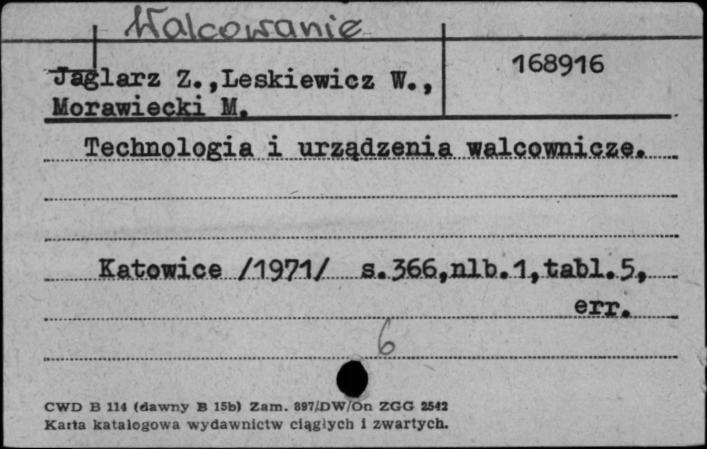 Walcowanie
Jaglarz Z.,Leskiewicz W.,
168916
Morawiecki M.
Technologia i urządzenia walcownicze.
Katowice /1971/ s.366,nlb.1,tabl.5,
err.
6
CWD B 114 (dawny B 15b) Zam. 897/DW/On ZGG 2542
Karta katalogowa wydawnictw ciągłych i zwartych.